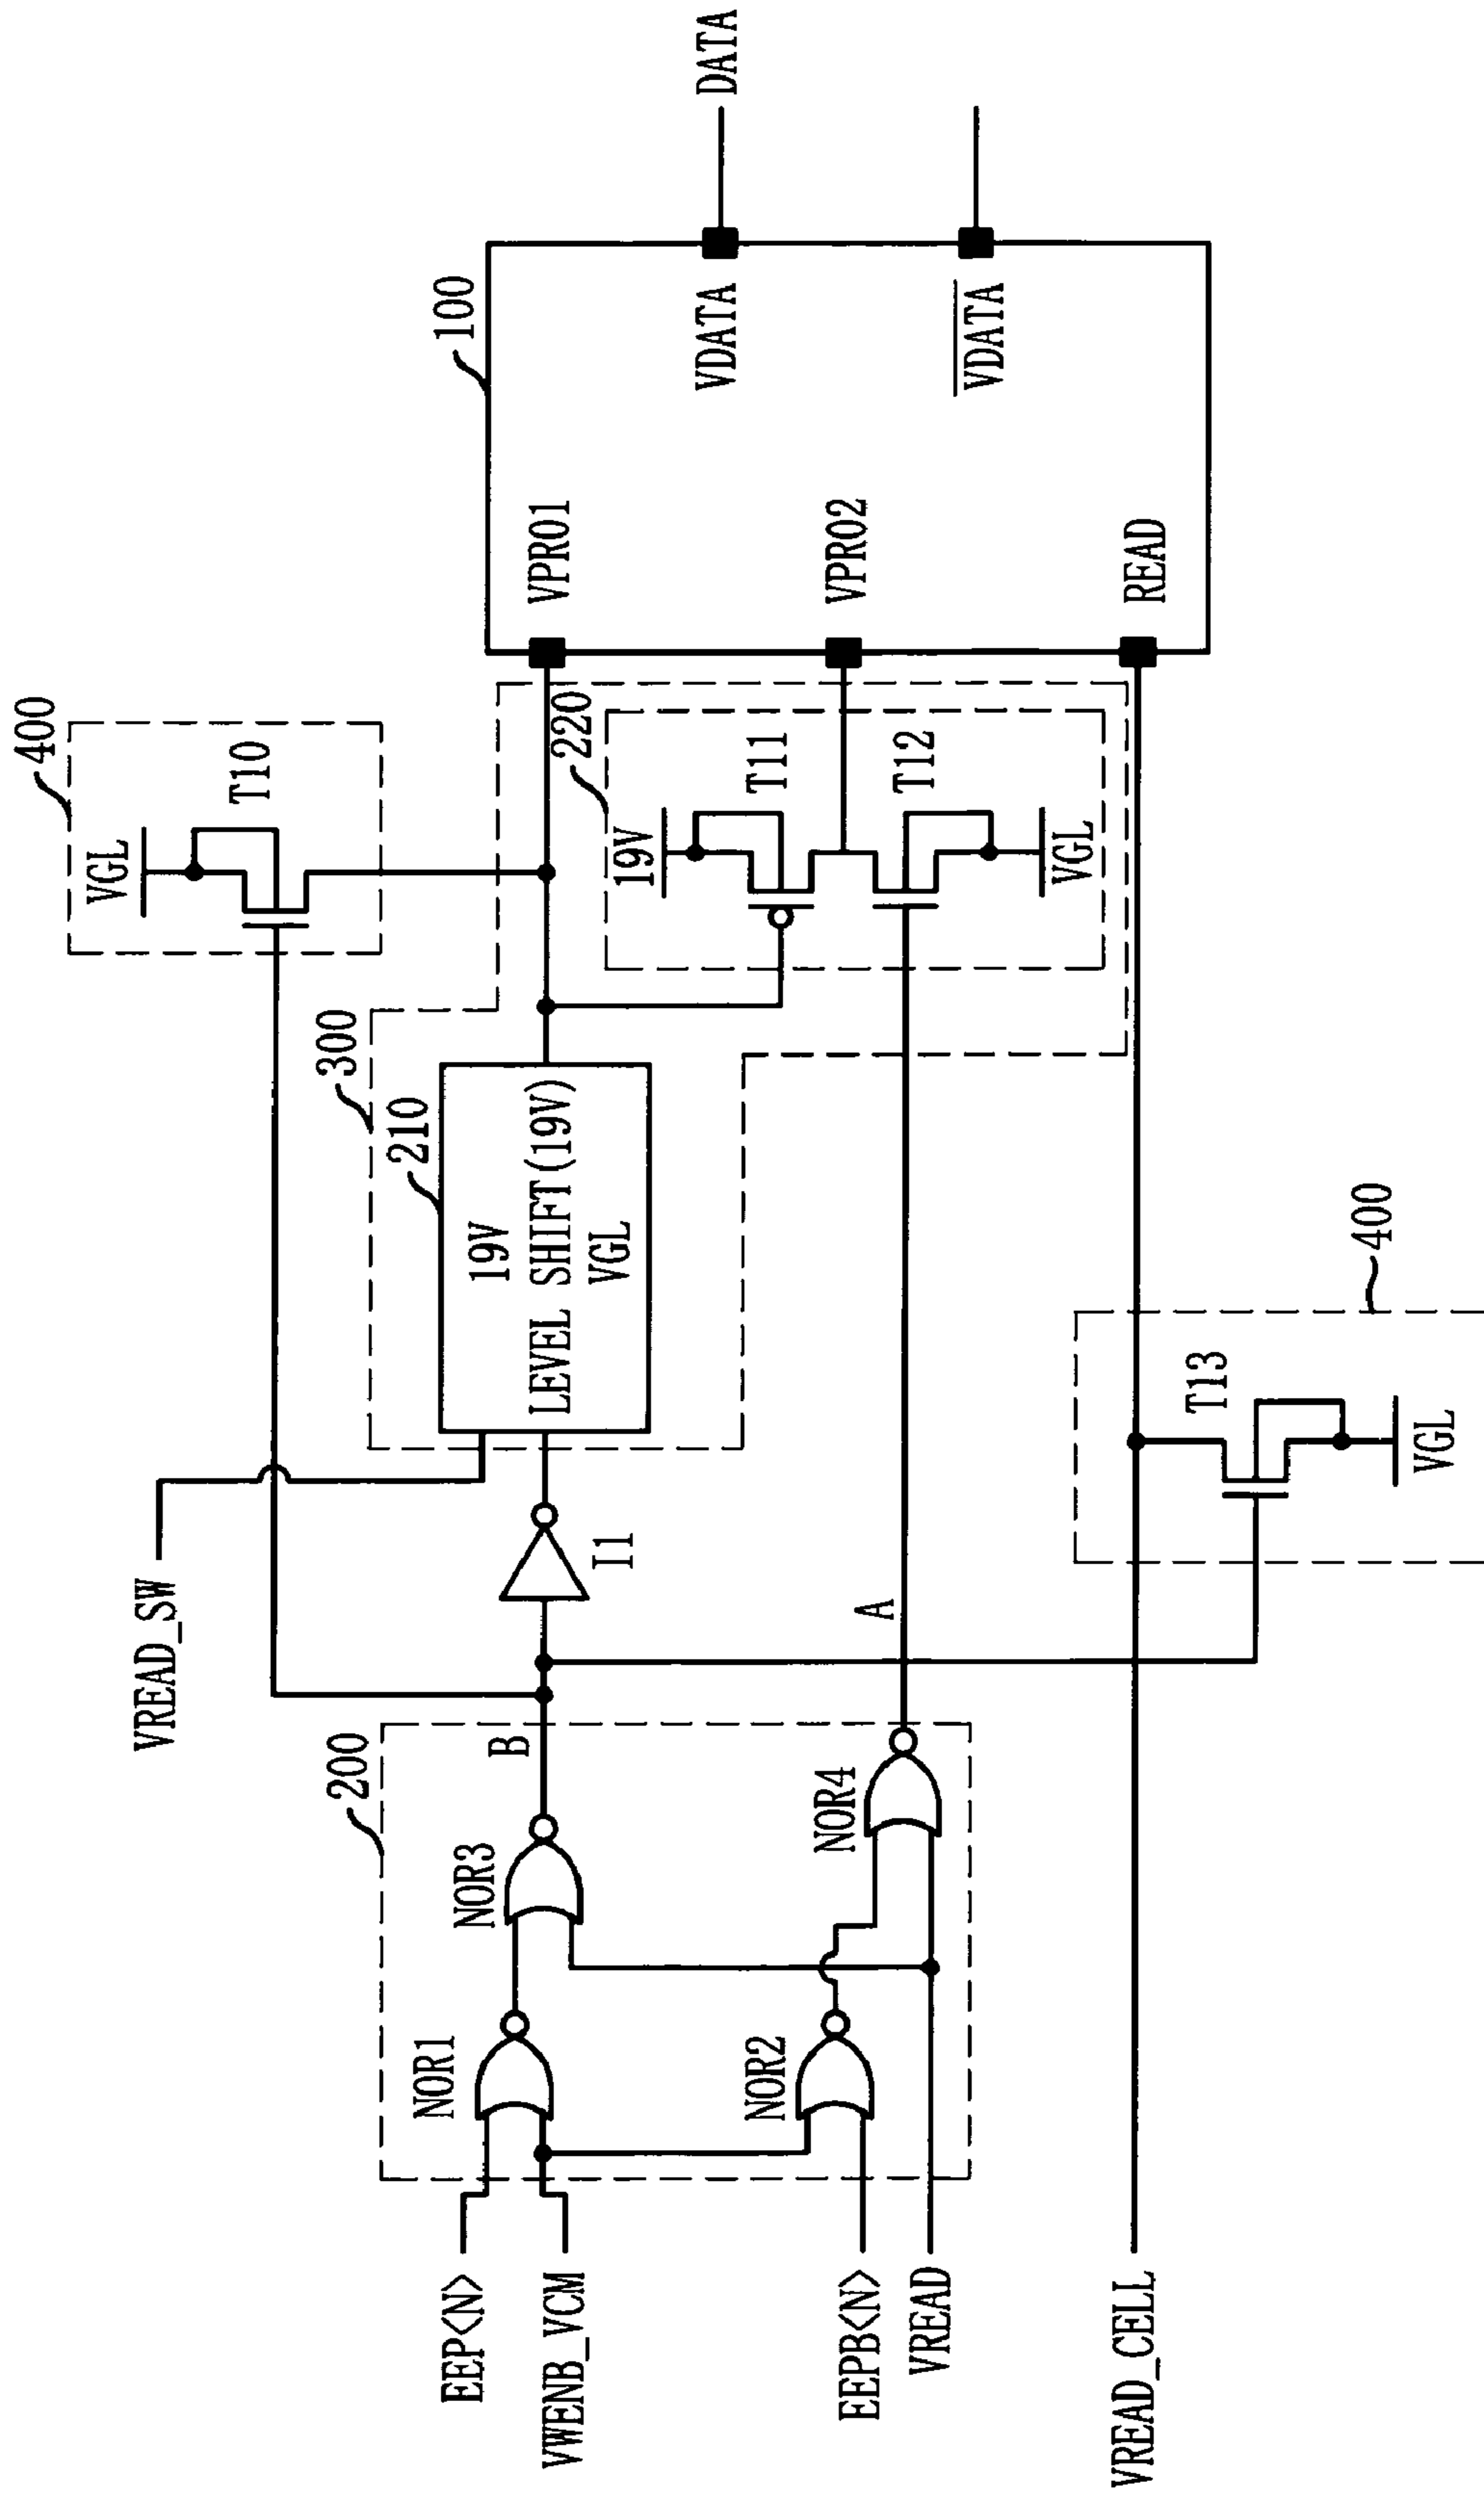 VREAD_SW
400
VGL
T10
300
210
19V
LEVEL SHIFT(19V)
VGL
220
19V
T11
T12
VGL
100
VPRO1
VPRO2
READ
VDATA
VDATA
DATA
200
NOR1
NOR2
NOR3
NOR4
B
A
I1
EEP<N>
VWENB_VCM
EEPB<N>
VREAD
VREAD_CELL
T13
VGL
400